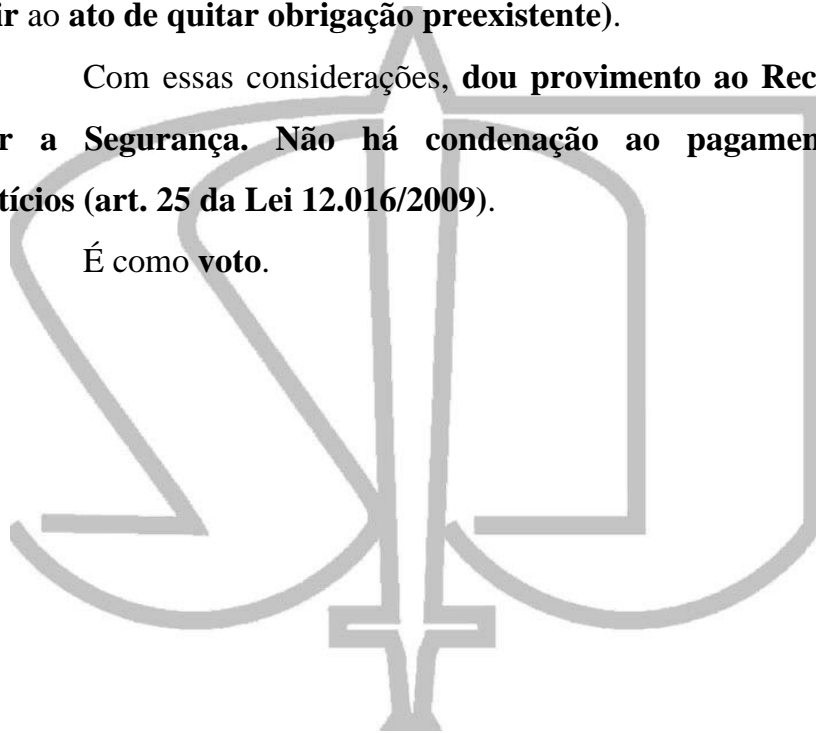 ir ao ato de quitar obrigação preexistente).
Com essas considerações, dou provimento ao Rec
r a Segurança. Não há condenação ao pagamen
tícios (art. 25 da Lei 12.016/2009).
É como voto.